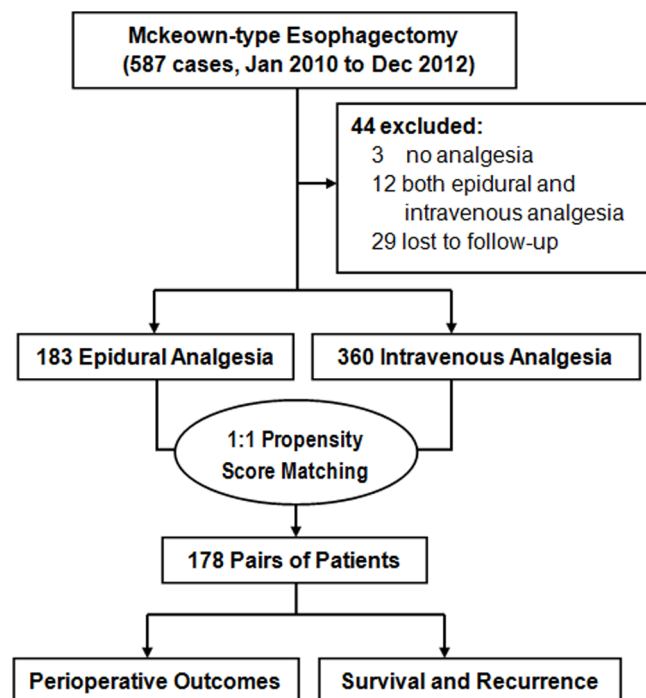 Mckeown-type Esophagectomy
(587 cases, Jan 2010 to Dec 2012)
44 excluded:
3 no analgesia
12 both epidural and
intravenous analgesia
29 lost to follow-up
183 Epidural Analgesia
360 Intravenous Analgesia
1:1 Propensity
Score Matching
178 Pairs of Patients
Perioperative Outcomes
Survival and Recurrence